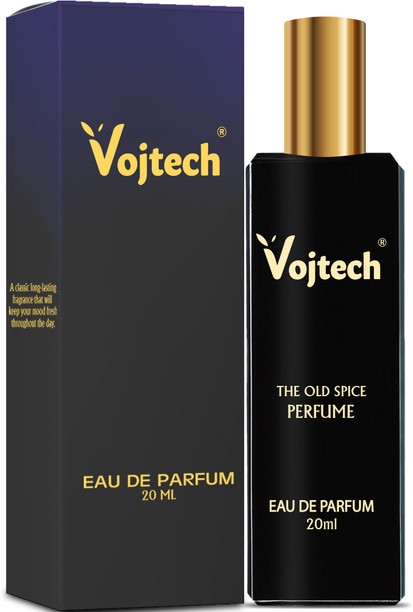 Vojtech®
A classic long-lasting
fragrance that will
keep your mood fresh
throughout the day.
EAU DE PARFUM
20 ML
Vojtech®
THE OLD SPICE
PERFUME
EAU DE PARFUM
20ml